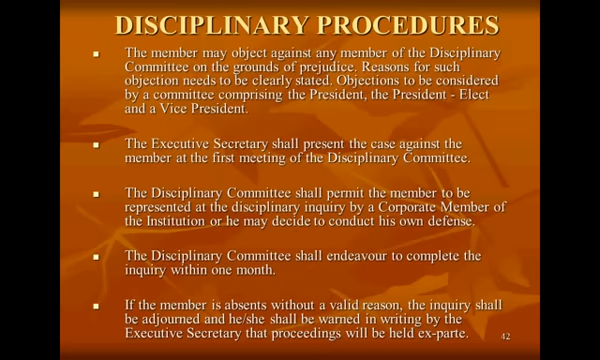 DISCIPLINARY PROCEDURES
The member may object against any member of the Disciplinary
Committee on the grounds of prejudice. Reasons for such
objection needs to be clearly stated. Objections to be considered
by a committee comprising the President, the President - Elect
and a Vice President.
The Executive Secretary shall present the case against the
member at the first meeting of the Disciplinary Committee.
The Disciplinary Committee shall permit the member to be
represented at the disciplinary inquiry by a Corporate Member of
the Institution or he may decide to conduct his own defense.
The Disciplinary Committee shall endeavour to complete the
inquiry within one month.
If the member is absents without a valid reason, the inquiry shall
be adjourned and he/she shall be warned in writing by the
Executive Secretary that proceedings will be held ex-parte.
42